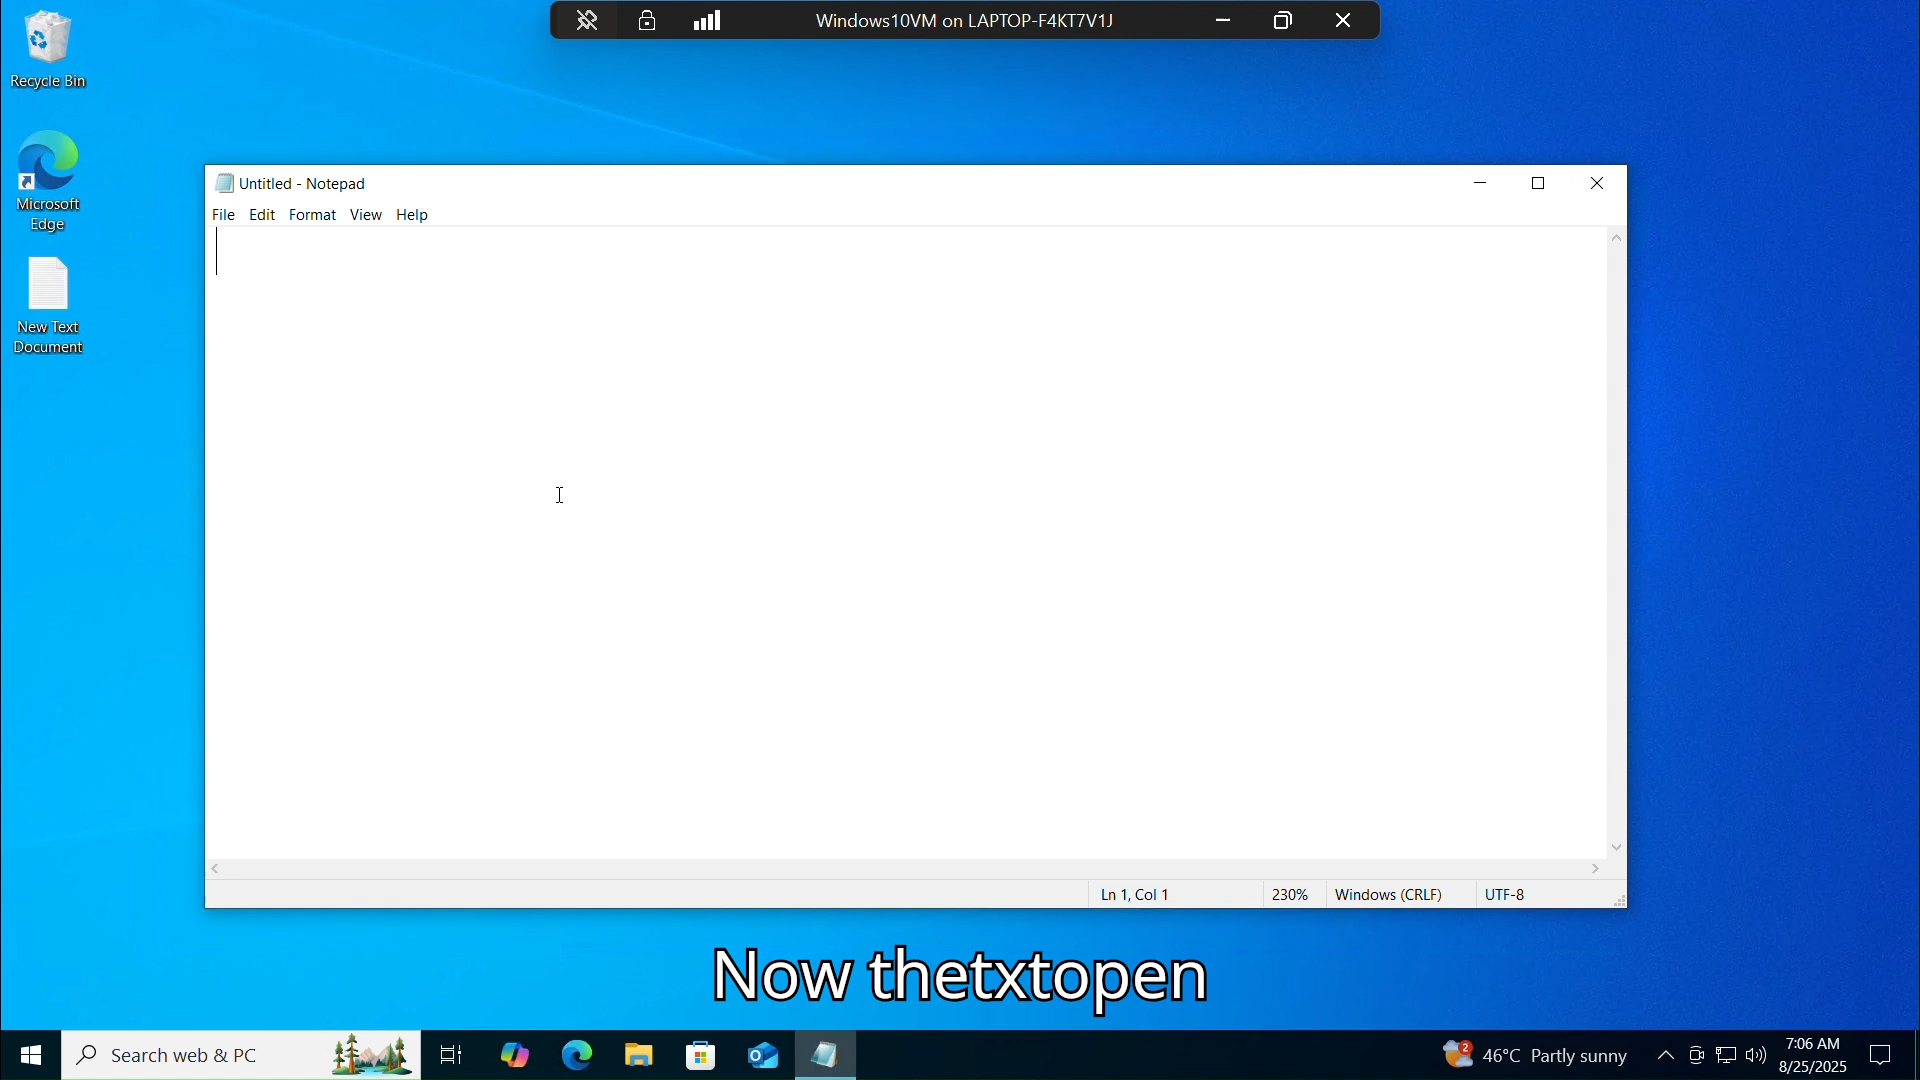 Windows10VM on LAPTOP-F4KT7V1J
Recycle Bin
Microsoft
Edge
New Text
Document
Untitled - Notepad
File Edit Format View Help
Ln 1, Col 1 230% Windows (CRLF) UTF-8
Now thetxtopen
Search web & PC
2
46°C Partly sunny
7:06 AM
8/25/2025